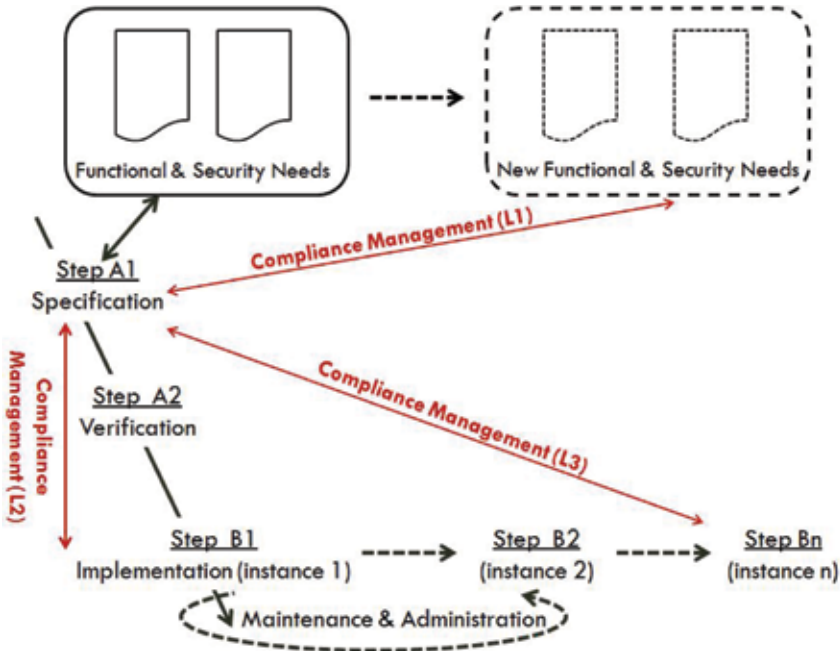 Functional & Security Needs
New Functional & Security Needs
Compliance Management (L1)
Step A1
Specification
Compliance
Management (L2)
Compliance Management (L3)
Step A2
Verification
Step B1
Implementation (instance 1)
Step B2
(instance 2)
Step Bn
(instance n)
Maintenance & Administration